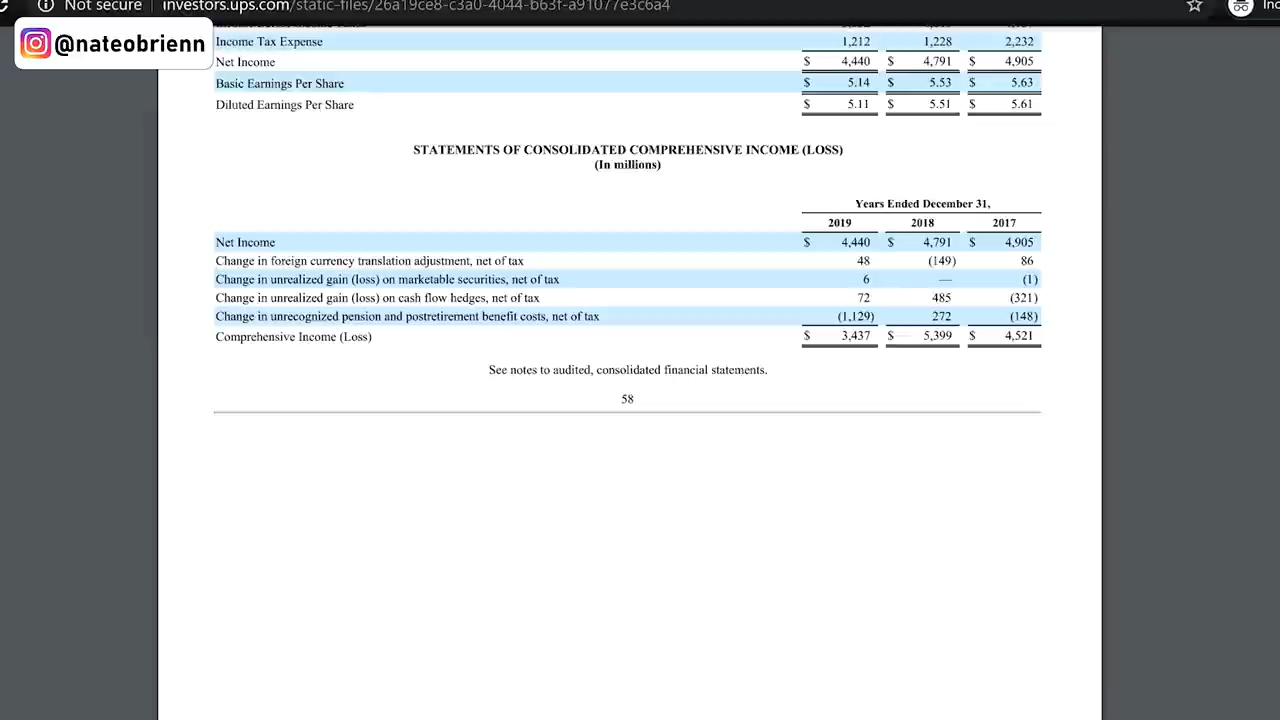 Not secure investors.ups.com/static-files/26a19ce8-c3a0-4044-bb3f-a91077e3c6a4
@nateobrienn
Income Tax Expense 1,212 1,228 2,232
Net Income $ 4,440 $ 4,791 $ 4,905
Basic Earnings Per Share $ 5.14 $ 5.53 $ 5.63
Diluted Earnings Per Share $ 5.11 $ 5.51 $ 5.61
STATEMENTS OF CONSOLIDATED COMPREHENSIVE INCOME (LOSS)
(In millions)
Years Ended December 31,
2019 2018 2017
Net Income $ 4,440 $ 4,791 $ 4,905
Change in foreign currency translation adjustment, net of tax 48 (149) 86
Change in unrealized gain (loss) on marketable securities, net of tax 6 — (1)
Change in unrealized gain (loss) on cash flow hedges, net of tax 72 485 (321)
Change in unrecognized pension and postretirement benefit costs, net of tax (1,129) 272 (148)
Comprehensive Income (Loss) $ 3,437 $ 5,399 $ 4,521
See notes to audited, consolidated financial statements.
58